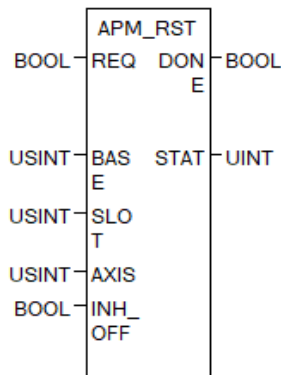 APM_RST
BOOL REQ DON BOOL
E
USINT BAS STAT UINT
E
USINT SLO
T
USINT AXIS
BOOL INH_
OFF